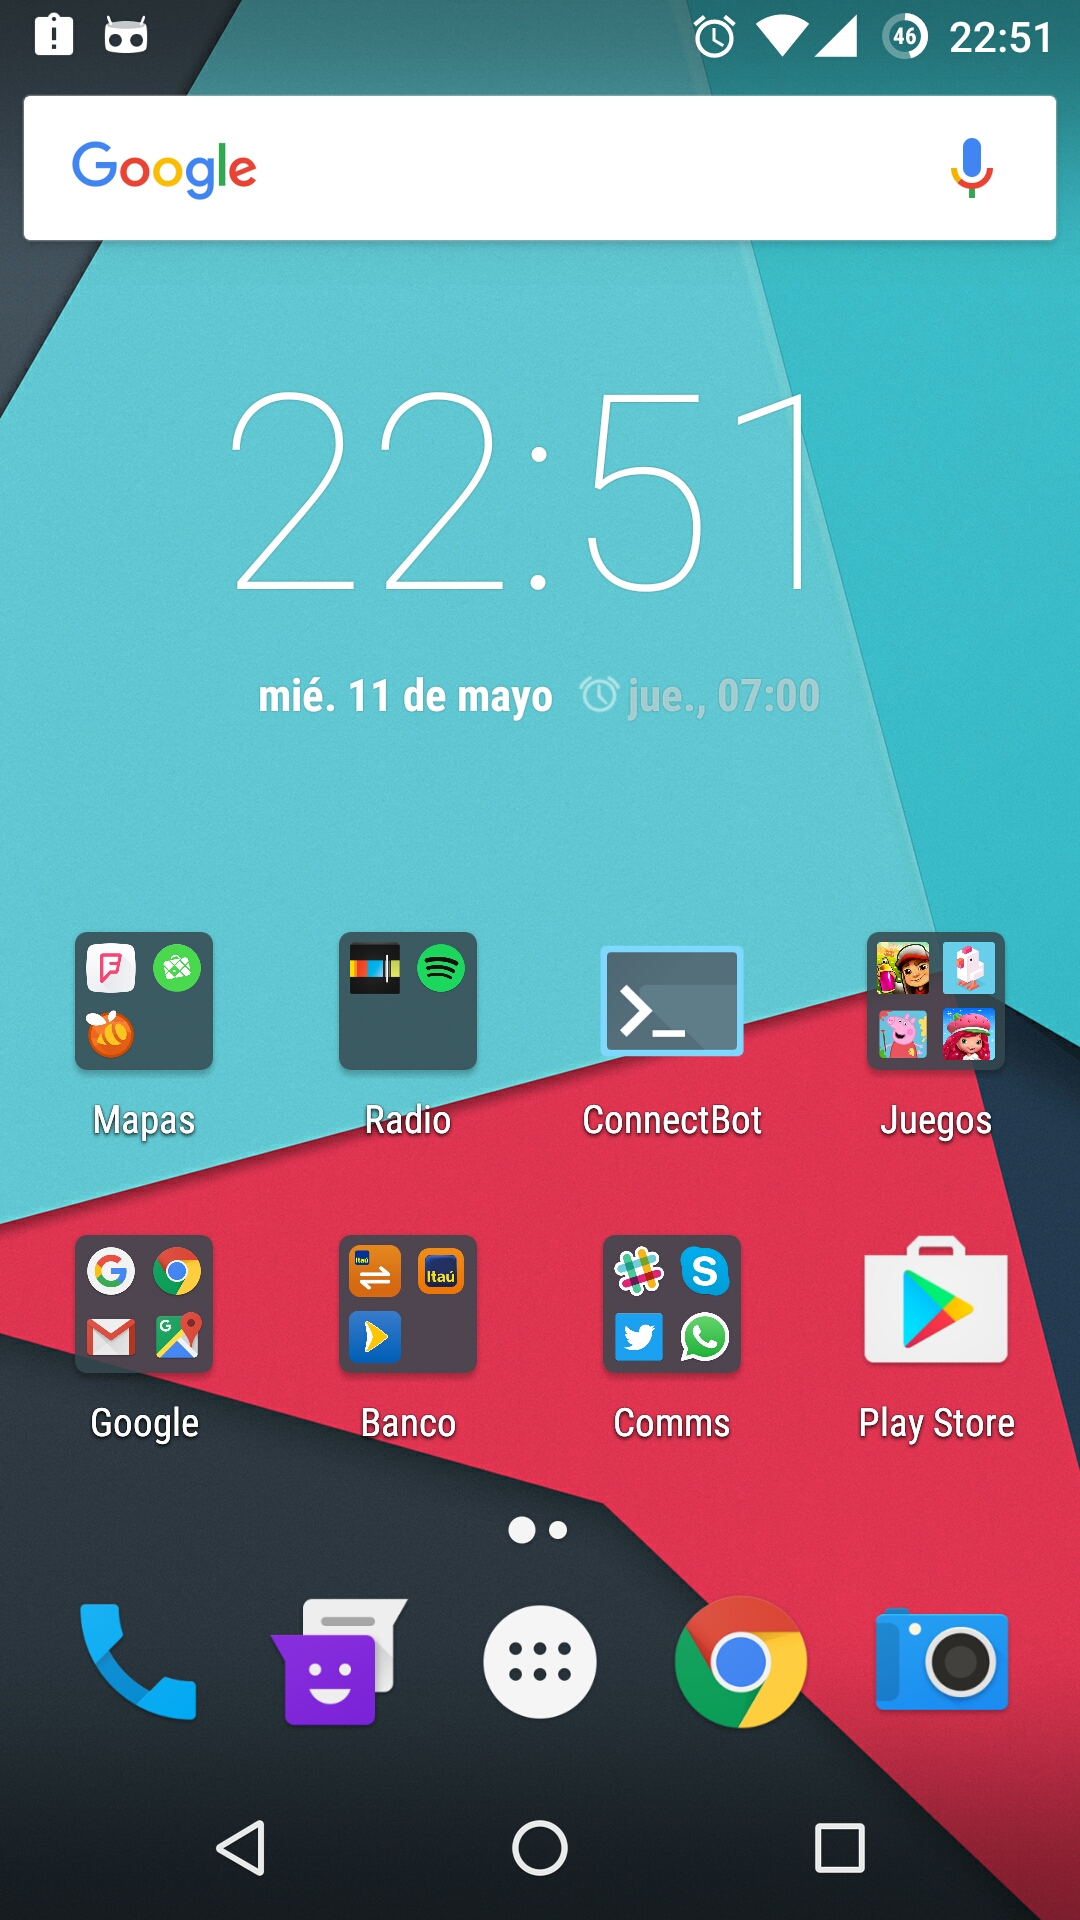 46 22:51
Google
22:51
mié. 11 de mayo jue., 07:00
Mapas Radio ConnectBot Juegos
Itaú Itaú
Google Banco Comms Play Store